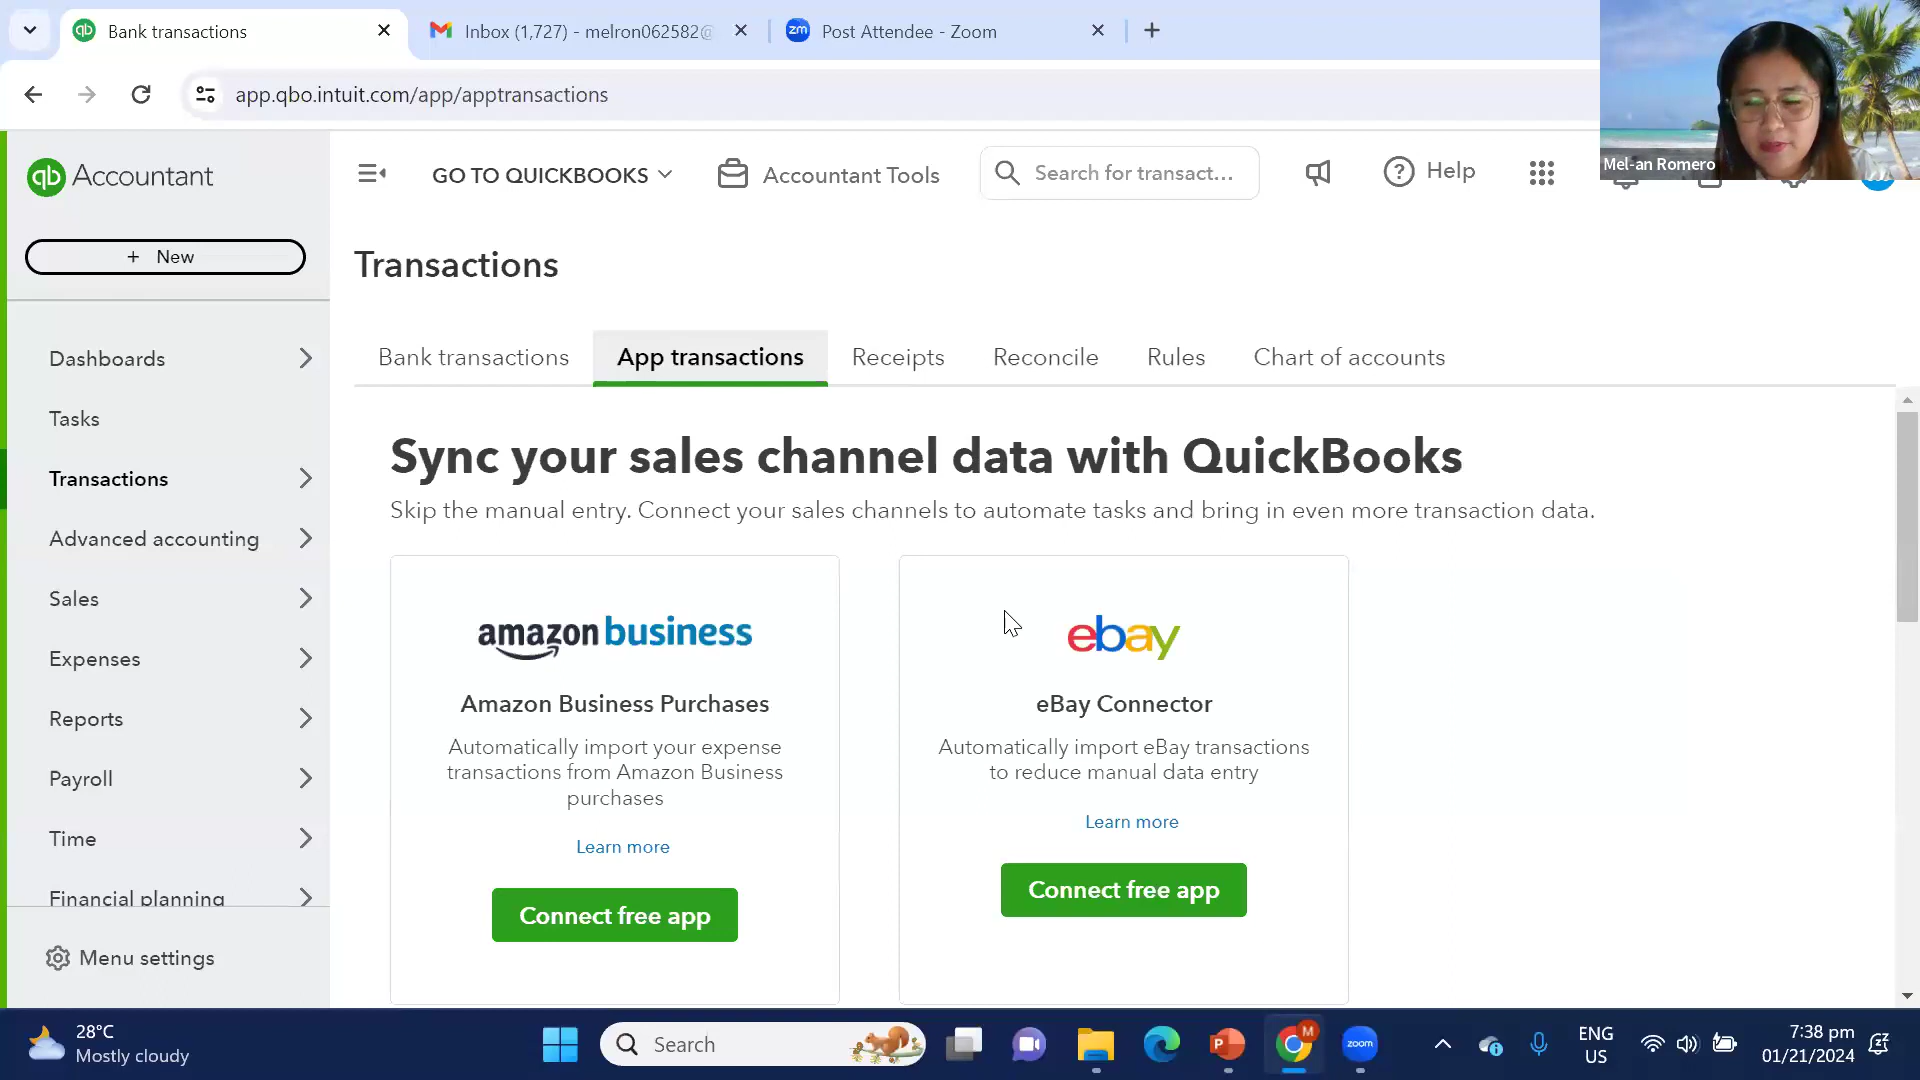 Bank transactions
Inbox (1,727) - melron062582@
Post Attendee - Zoom
app.qbo.intuit.com/app/apptransactions
Mel-an Romero
qb Accountant
GO TO QUICKBOOKS
Accountant Tools
Search for transact...
Help
+ New
Transactions
Bank transactions
App transactions
Receipts
Reconcile
Rules
Chart of accounts
Dashboards
Tasks
Transactions
Advanced accounting
Sales
Expenses
Reports
Payroll
Time
Financial planning
Menu settings
Sync your sales channel data with QuickBooks
Skip the manual entry. Connect your sales channels to automate tasks and bring in even more transaction data.
amazon business
Amazon Business Purchases
Automatically import your expense
transactions from Amazon Business
purchases
Learn more
Connect free app
ebay
eBay Connector
Automatically import eBay transactions
to reduce manual data entry
Learn more
Connect free app
28°C
Mostly cloudy
Search
zoom
ENG
US
7:38 pm
01/21/2024